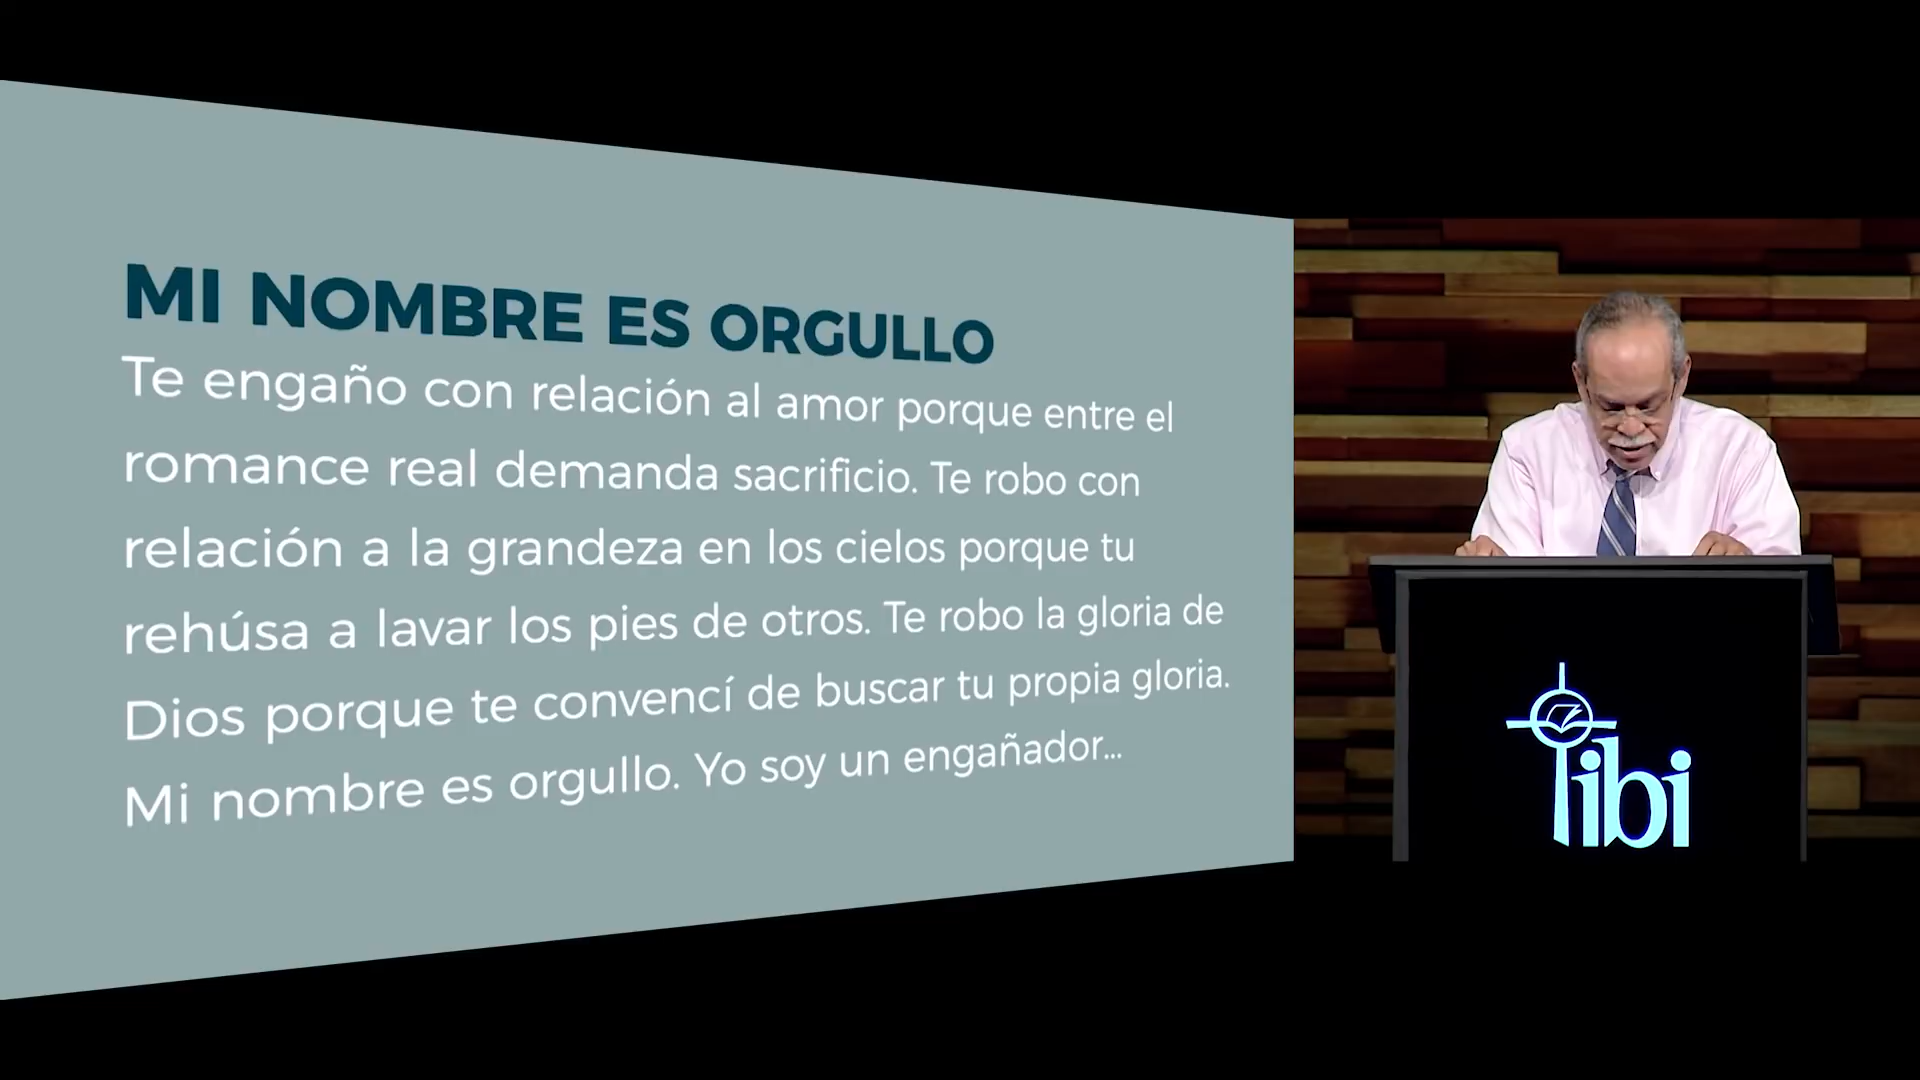 MI NOMBRE ES ORGULLO
Te engaño con relación al amor porque entre el
romance real demanda sacrificio. Te robo con
relación a la grandeza en los cielos porque tu
rehúsa a lavar los pies de otros. Te robo la gloria de
Dios porque te convencí de buscar tu propia gloria.
Mi nombre es orgullo. Yo soy un engañador...
ibi